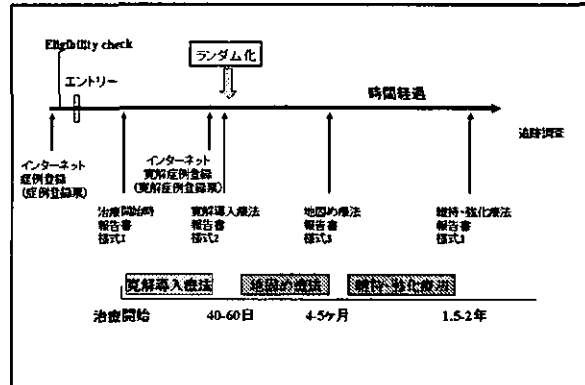 Eligibility check
ランダム化
エントリー
時間経過
追跡調査
インターネット
症例登録
(症例登録票)
インターネット
寛解症例登録
(寛解症例登録票)
治療開始時
報告書
様式1
寛解導入療法
報告書
様式2
地固め療法
報告書
様式3
維持・強化療法
報告書
様式3
寛解導入療法
地固め療法
維持・強化療法
治療開始
40-60日
4-5ヶ月
1.5-2年